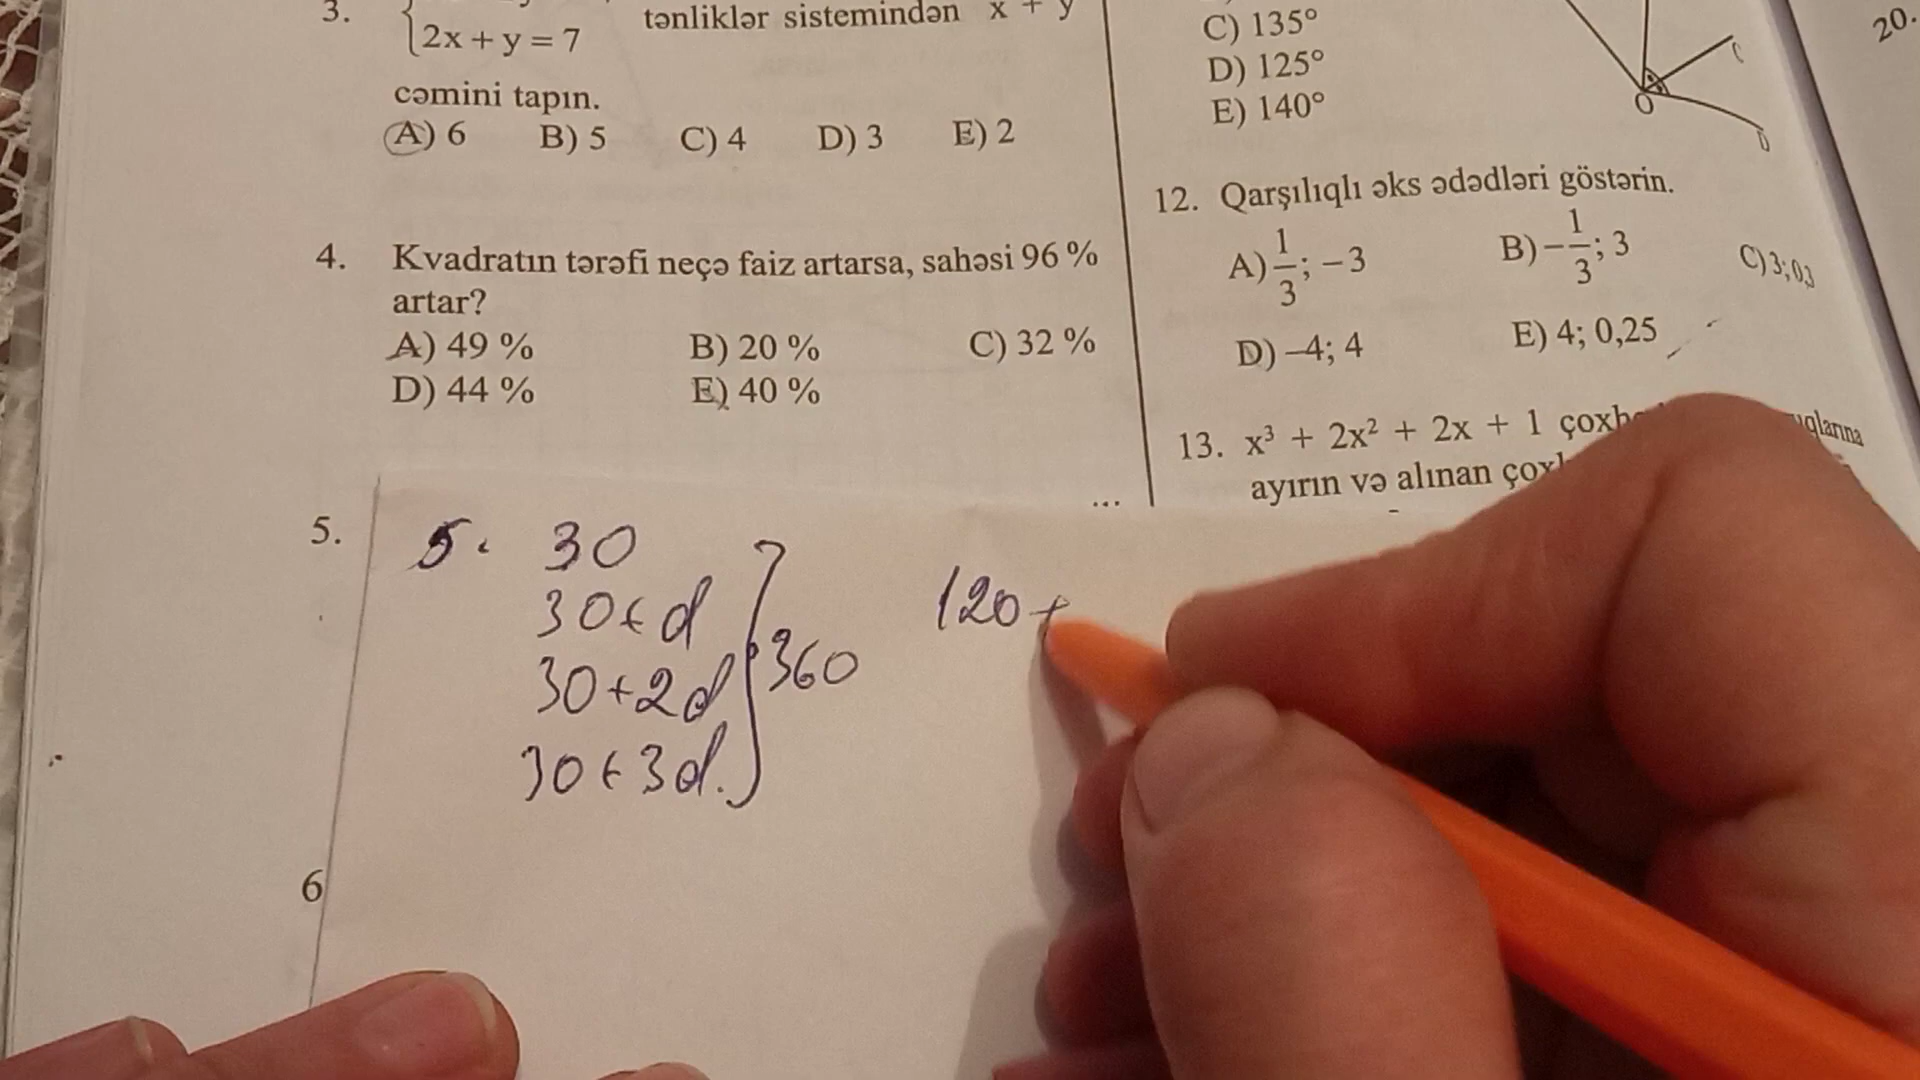 3.
2x + y = 7
tənliklər sistemindən x + y
cəmini tapın.
A) 6 B) 5 C) 4 D) 3 E) 2
4. Kvadratın tərəfi neçə faiz artarsa, sahəsi 96 %
artar?
A) 49 % B) 20 % C) 32 %
D) 44 % E) 40 %
5.
5. 30
30+d
30+2d
30+3d.
360
120+
6
C) 135°
D) 125°
E) 140°
O
C
D
12. Qarşılıqlı əks ədədləri göstərin.
A) 1/3; −3 B) −1/3; 3 C) 3; 0,3
D) −4; 4 E) 4; 0,25
13. x³ + 2x² + 2x + 1
ayırın və alınan
20.